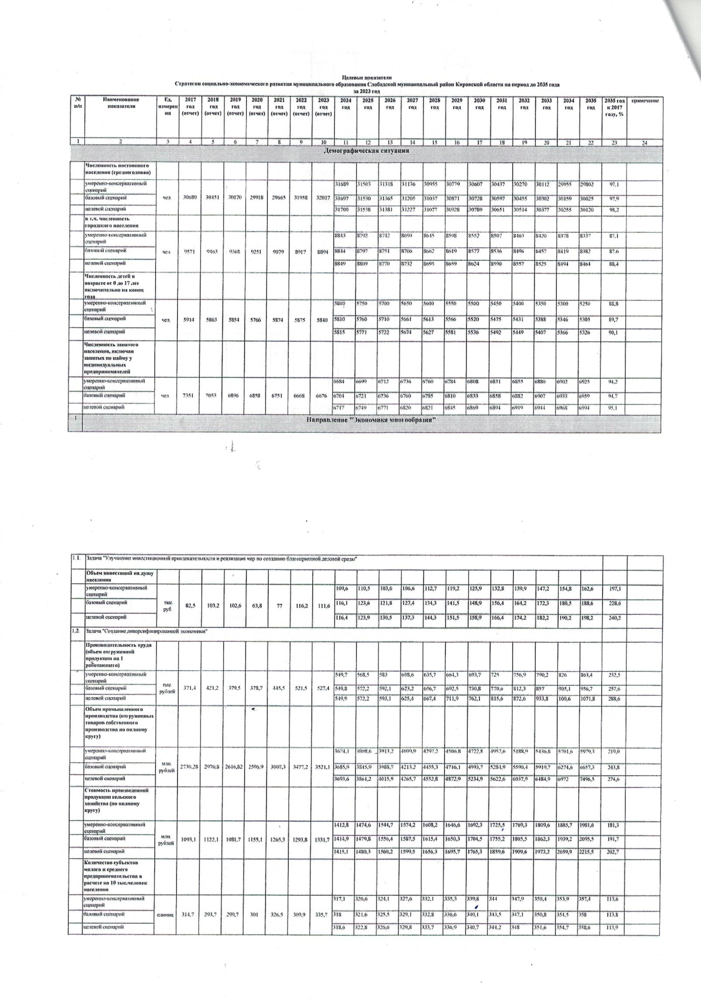 Целевые показатели
Стратегии социально-экономического развития муниципального образования Слободской муниципальный район Кировской области на период до 2035 года
за 2023 год
№ п/п Наименование показателя Ед. измерения 2017 год (отчет) 2018 год (отчет) 2019 год (отчет) 2020 год (отчет) 2021 год (отчет) 2022 год (отчет) 2023 год (отчет) 2024 год 2025 год 2026 год 2027 год 2028 год 2029 год 2030 год 2031 год 2032 год 2033 год 2034 год 2035 год 2035 год к 2017 году, % примечание
1 2 3 4 5 6 7 8 9 10 11 12 13 14 15 16 17 18 19 20 21 22 23 24
Демографическая ситуация
Численность постоянного
населения (среднегодовая)
умеренно-консервативный сценарий 31689 31503 31318 31136 30955 30779 30607 30437 30270 30112 29955 29802 97,1
базовый сценарий чел. 30680 30451 30170 29918 29665 31958 32017 31697 31530 31365 31205 31037 30871 30728 30597 30455 30302 30159 30025 97,9
целевой сценарий 31700 31538 31381 31227 31077 30928 30789 30651 30514 30377 30255 30120 98,2
в т.ч. численность
городского населения
умеренно-консервативный сценарий 8843 8792 8742 8693 8645 8598 8552 8507 8463 8420 8378 8337 87,1
базовый сценарий чел. 9571 9463 9368 9251 9079 8917 8894 8844 8797 8751 8706 8662 8619 8577 8536 8496 8457 8419 8382 87,6
целевой сценарий 8849 8809 8770 8732 8695 8659 8624 8590 8557 8525 8494 8464 88,4
Численность детей в
возрасте от 0 до 17 лет
включительно на конец
года
умеренно-консервативный сценарий 5800 5750 5700 5650 5600 5550 5500 5450 5400 5350 5300 5250 88,8
базовый сценарий чел. 5914 5863 5854 5766 5874 5875 5840 5810 5760 5710 5661 5613 5566 5520 5475 5431 5388 5346 5305 89,7
целевой сценарий 5815 5771 5722 5674 5627 5581 5536 5492 5449 5407 5366 5326 90,1
Численность занятого
населения, включая
занятых по найму у
индивидуальных
предпринимателей
умеренно-консервативный сценарий 6684 6699 6712 6736 6760 6784 6808 6831 6855 6880 6902 6925 94,2
базовый сценарий чел. 7351 7053 6896 6858 6751 6668 6676 6704 6721 6736 6760 6785 6810 6833 6858 6882 6907 6933 6959 94,7
целевой сценарий 6717 6749 6771 6820 6821 6845 6869 6894 6919 6944 6968 6994 95,1
1 Направление "Экономика многообразия"
1.1. Задача "Улучшение инвестиционной привлекательности и реализация мер по созданию благоприятной деловой среды"
Объем инвестиций на душу
населения
умеренно-консервативный сценарий 109,6 110,5 103,6 106,6 112,7 119,2 125,9 132,8 139,9 147,2 154,8 162,6 197,1
базовый сценарий тыс. руб. 82,5 103,2 102,6 63,8 77 116,2 111,6 116,1 123,6 121,8 127,4 134,3 141,5 148,9 156,4 164,2 172,3 180,5 188,6 228,6
целевой сценарий 116,4 123,9 130,5 137,3 144,3 151,5 158,9 166,4 174,2 182,2 190,2 198,2 240,2
1.2. Задача "Создание диверсифицированной экономики"
Производительность труда
(объем отгруженной
продукции на 1
работающего)
умеренно-консервативный сценарий 549,7 568,5 583 608,6 635,7 664,3 693,7 725 756,9 790,2 826 863,4 232,5
базовый сценарий тыс. рублей 371,4 421,2 379,5 378,7 445,5 521,5 527,4 549,8 572,2 592,1 623,2 656,7 692,5 730,8 770,6 812,3 857 905,1 956,7 257,6
целевой сценарий 549,9 572,2 593,1 625,4 667,4 711,9 762,1 815,6 872,6 933,8 100,6 1071,8 288,6
Объем промышленного
производства (отгруженных
товаров собственного
производства по полному
кругу)
умеренно-консервативный сценарий 3674,1 3808,6 3913,2 4099,9 4297,2 4506,8 4722,8 4952,6 5188,9 5436,8 5701,6 5979,3 219,0
базовый сценарий млн. рублей 2730,28 2970,8 2616,82 2596,9 3007,3 3477,2 3521,1 3685,9 3845,9 3988,7 4213,2 4455,3 4716,1 4993,7 5284,9 5590,4 5919,7 6274,6 6657,3 243,8
целевой сценарий 3693,6 3861,2 4015,9 4265,7 4552,8 4872,9 5234,9 5622,6 6037,9 6484,9 6972 7496,5 274,6
Стоимость произведенной
продукции сельского
хозяйства (по полному
кругу)
умеренно-консервативный сценарий 1412,8 1474,6 1544,7 1574,2 1608,2 1646,6 1692,3 1725,5 1769,3 1809,6 1885,7 1981,6 181,3
базовый сценарий млн. рублей 1093,1 1122,1 1081,7 1155,1 1265,3 1293,8 1331,7 1414,9 1479,8 1556,4 1587,5 1615,4 1650,3 1704,5 1755,2 1805,5 1862,3 1939,2 2095,5 191,7
целевой сценарий 1415,1 1480,3 1560,2 1599,5 1656,3 1695,7 1765,3 1859,6 1909,6 1973,2 2059,9 2215,5 202,7
Количество субъектов
малого и среднего
предпринимательства в
расчете на 10 тыс.человек
населения
умеренно-консервативный сценарий 317,1 320,6 324,1 327,6 332,1 335,3 339,8 344 347,9 350,4 353,9 357,4 113,6
базовый сценарий единиц 314,7 293,7 299,7 301 326,5 309,9 335,7 318 321,6 325,5 329,1 332,8 336,6 340,1 343,5 347,1 350,8 354,5 358 113,8
целевой сценарий 318,6 322,8 326,6 329,8 333,7 336,9 340,7 344,2 348 351,6 354,7 358,6 113,9